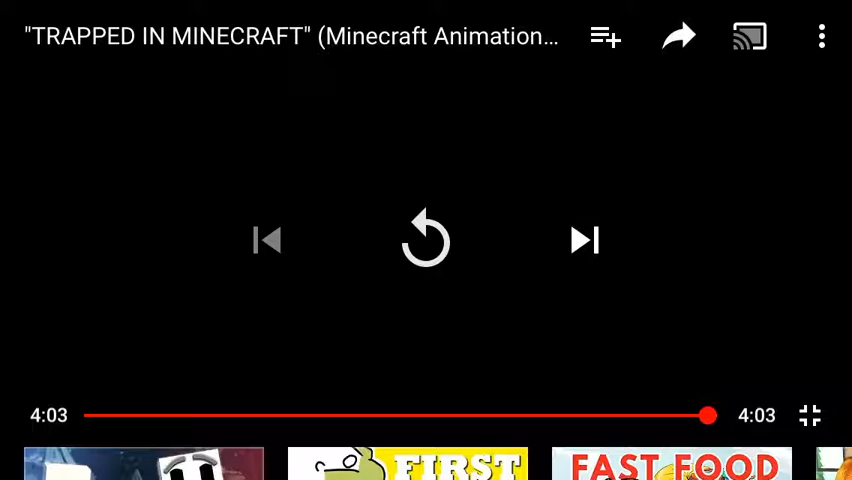 "TRAPPED IN MINECRAFT" (Minecraft Animation...
4:03
4:03
FIRST
FAST FOOD